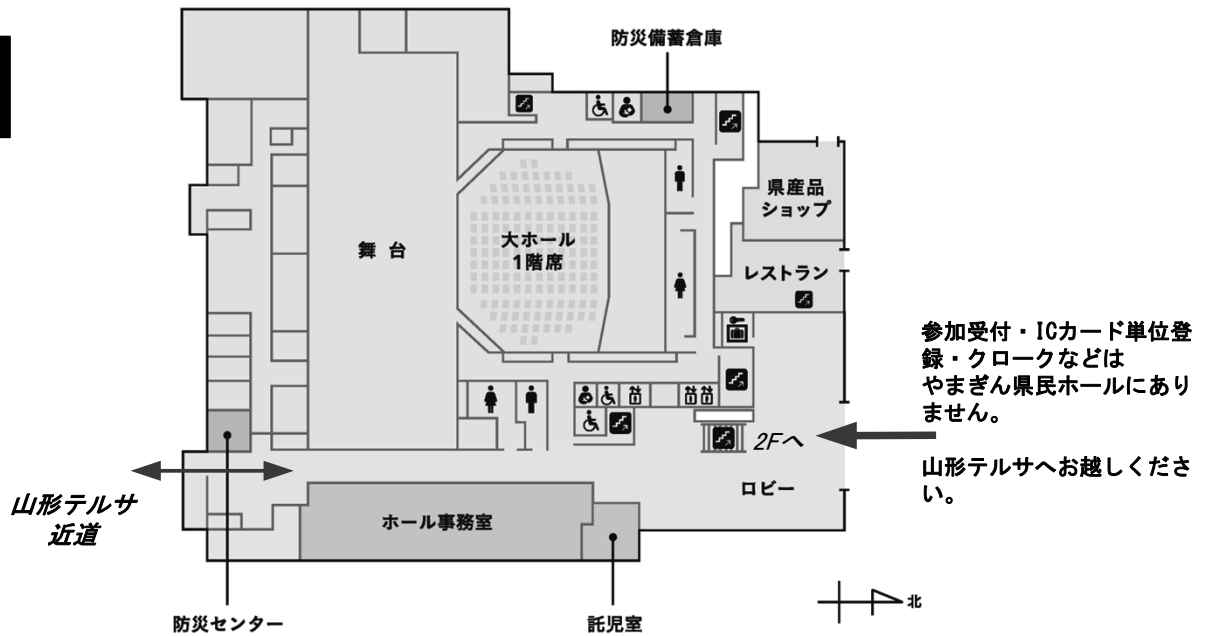 防災備蓄倉庫
県産品
ショップ
舞 台
大ホール
1階席
レストラン
参加受付・ICカード単位登
録・クロークなどは
やまぎん県民ホールにあり
ません。
山形テルサへお越しくださ
い。
2Fへ
ロビー
山形テルサ
近道
ホール事務室
北
防災センター
託児室